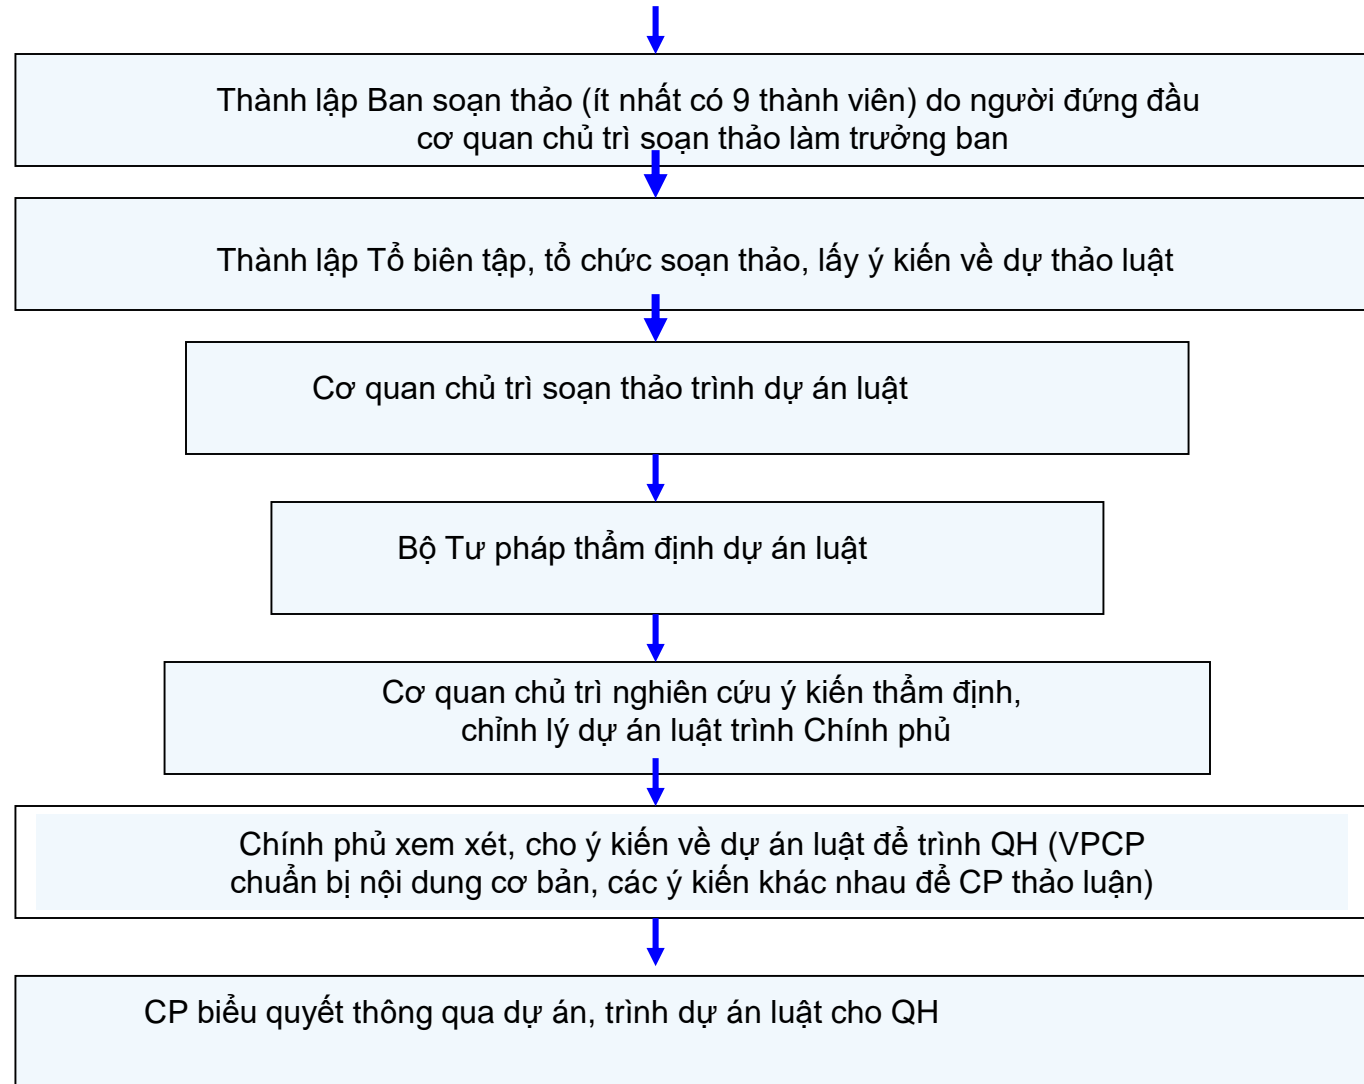 Thành lập Ban soạn thảo (ít nhất có 9 thành viên) do người đứng đầu
cơ quan chủ trì soạn thảo làm trưởng ban
Thành lập Tổ biên tập, tổ chức soạn thảo, lấy ý kiến về dự thảo luật
Cơ quan chủ trì soạn thảo trình dự án luật
Bộ Tư pháp thẩm định dự án luật
Cơ quan chủ trì nghiên cứu ý kiến thẩm định,
chỉnh lý dự án luật trình Chính phủ
Chính phủ xem xét, cho ý kiến về dự án luật để trình QH (VPCP
chuẩn bị nội dung cơ bản, các ý kiến khác nhau để CP thảo luận)
CP biểu quyết thông qua dự án, trình dự án luật cho QH